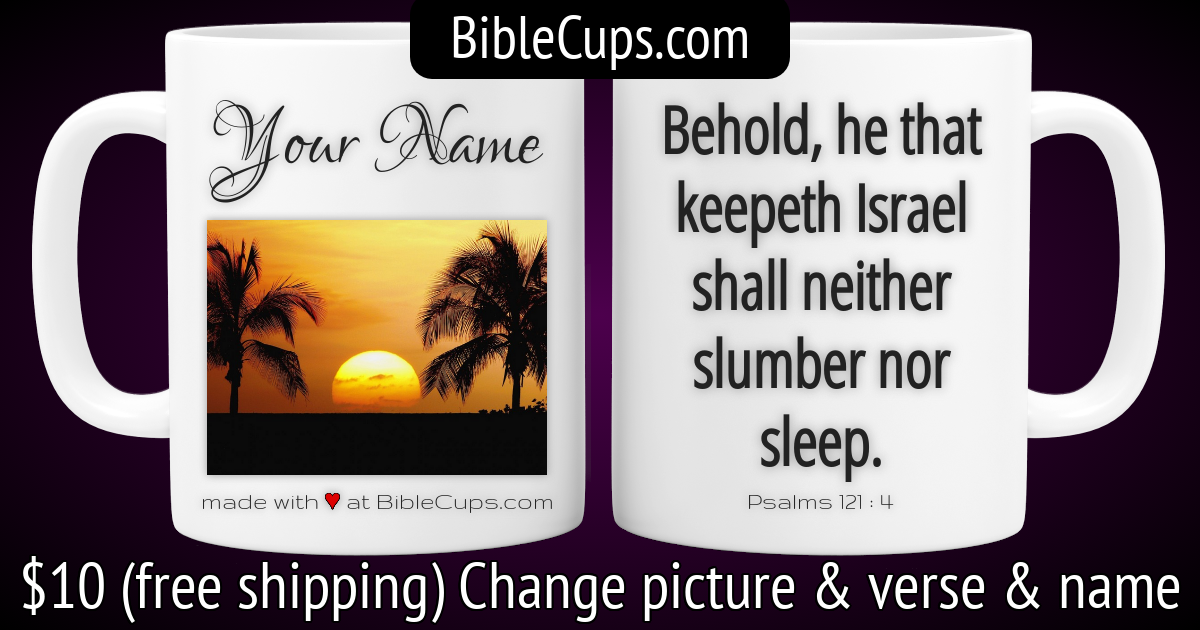 BibleCups.com
Your Name
made with ♥ at BibleCups.com
Behold, he that
keepeth Israel
shall neither
slumber nor
sleep.
Psalms 121 : 4
$10 (free shipping) Change picture & verse & name